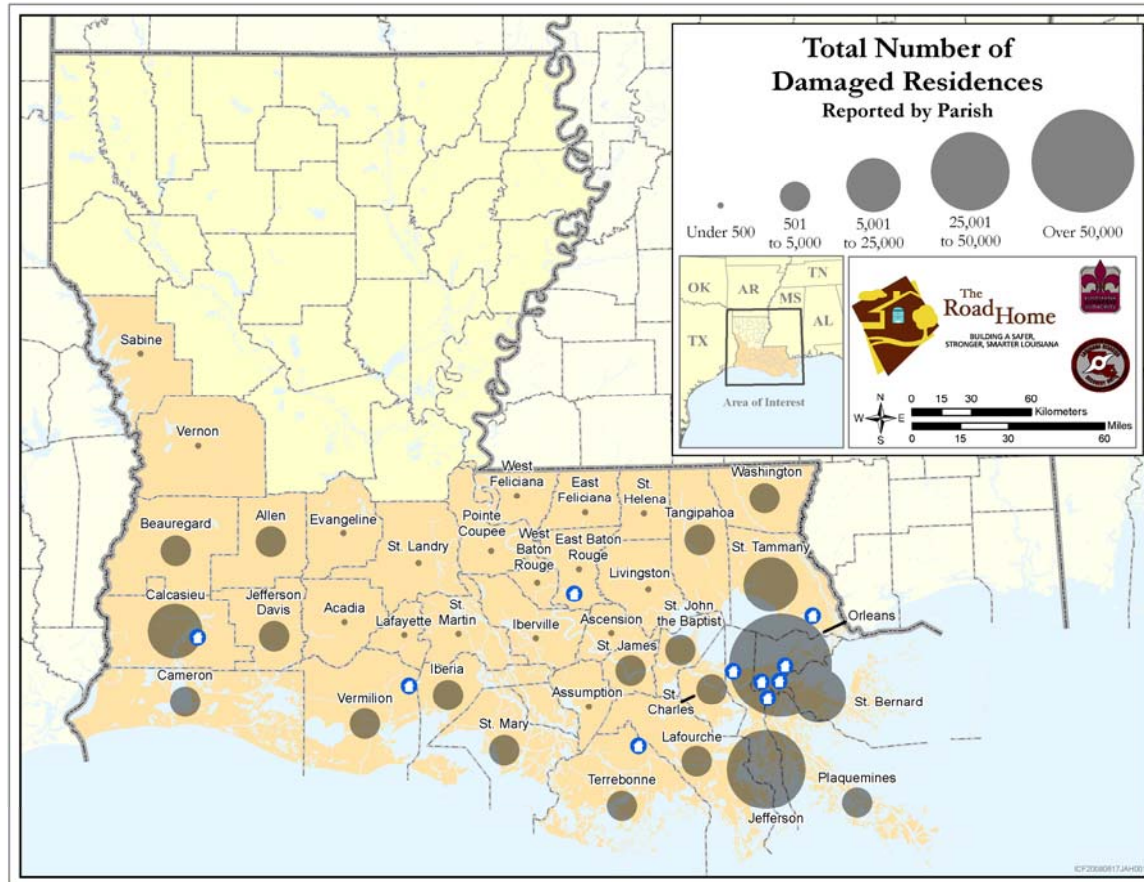 Total Number of
Damaged Residences
Reported by Parish
Under 500
501
to 5,000
5,001
to 25,000
25,001
to 50,000
Over 50,000
OK
AR
TN
MS
AL
TX
Area of Interest
The
Road Home
BUILDING A SAFER,
STRONGER, SMARTER LOUISIANA
N
W
E
S
0 15 30 60
Kilometers
Miles
0 15 30 60
Sabine
Vernon
West
Feliciana
East
Feliciana
St.
Helena
Washington
Beauregard
Allen
Evangeline
Pointe
Coupee
Tangipahoa
St. Landry
West
Baton
Rouge
East Baton
Rouge
St. Tammany
Calcasieu
Jefferson
Davis
Acadia
Lafayette
St.
Martin
Iberville
Livingston
Ascension
St. John
the Baptist
Orleans
Cameron
Vermilion
Iberia
St. James
Assumption
St.
Charles
St. Bernard
St. Mary
Lafourche
Terrebonne
Plaquemines
Jefferson